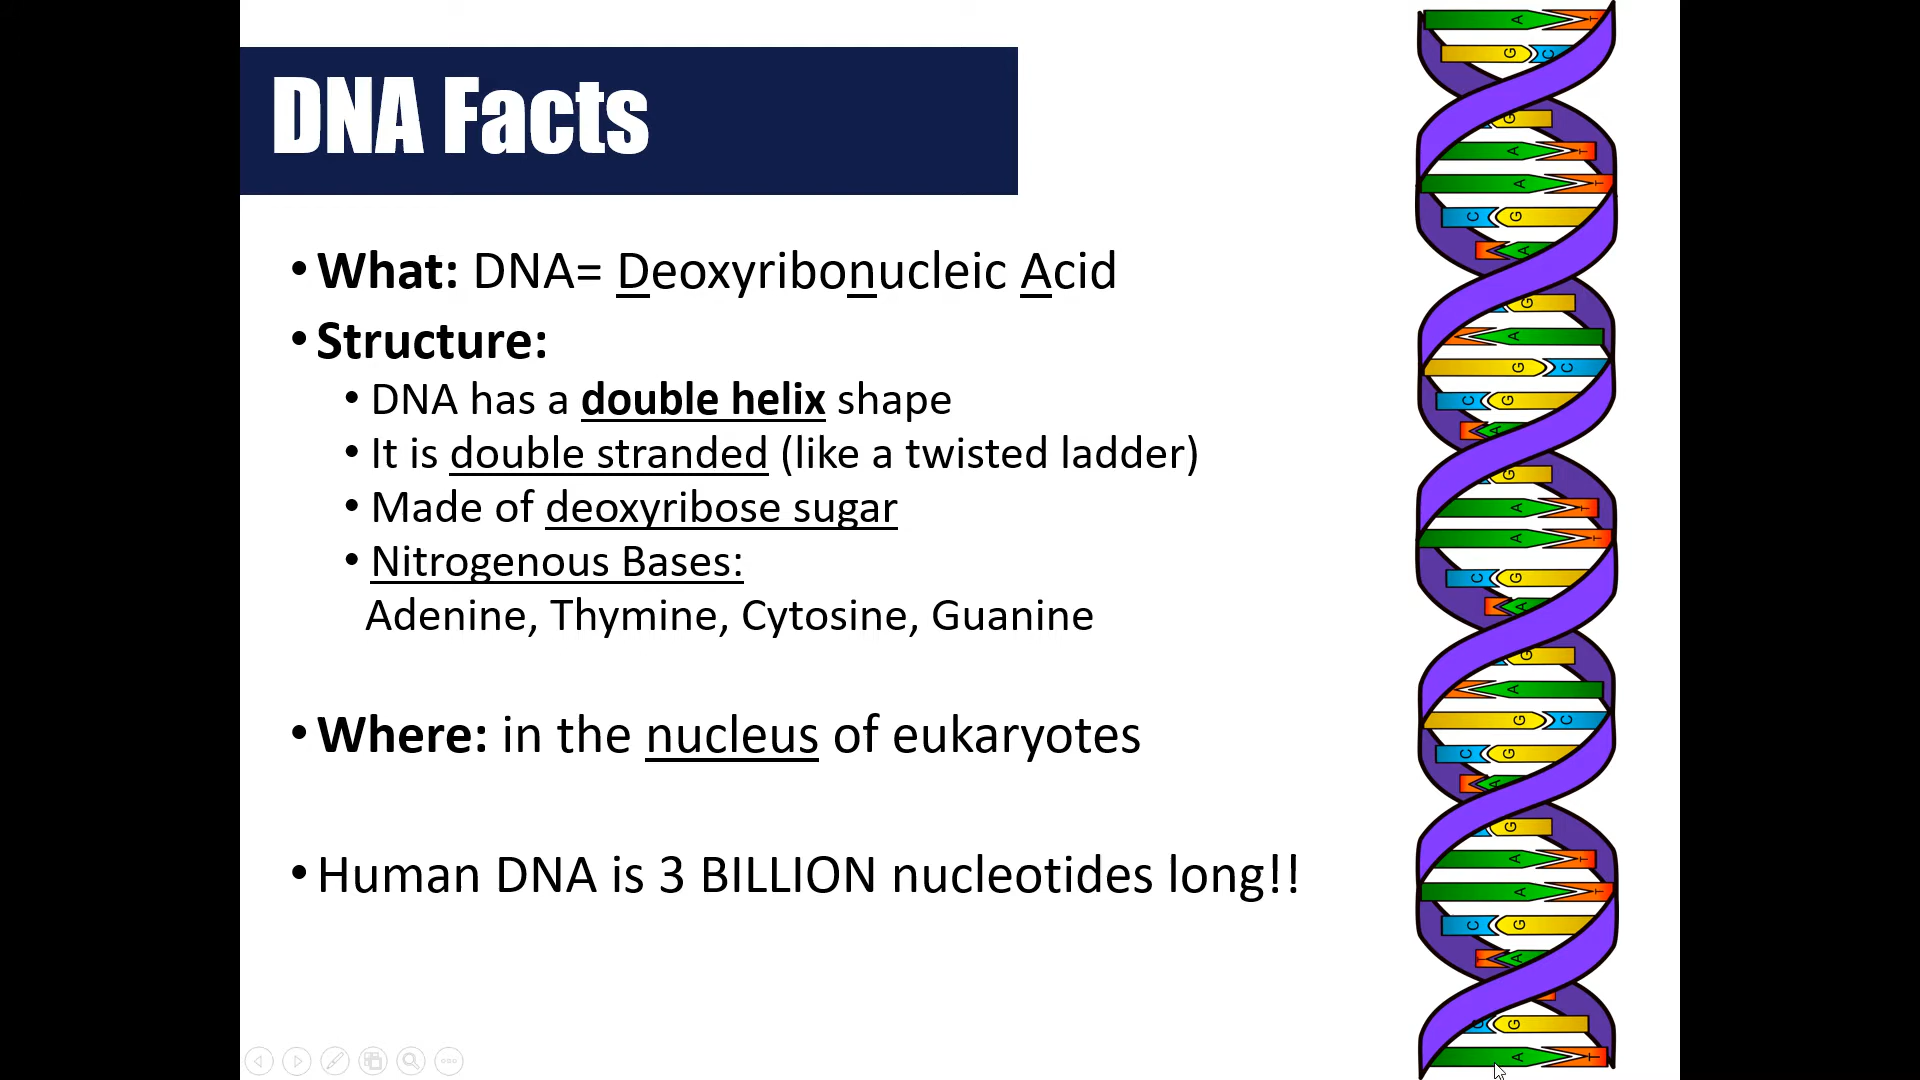 DNA Facts
• What: DNA= Deoxyribonucleic Acid
• Structure:
• DNA has a double helix shape
• It is double stranded (like a twisted ladder)
• Made of deoxyribose sugar
• Nitrogenous Bases:
Adenine, Thymine, Cytosine, Guanine
• Where: in the nucleus of eukaryotes
• Human DNA is 3 BILLION nucleotides long!!
A T
G C
G
A T
A T
C G
A
G
A
G C
C G
A
G
A T
A T
C G
A
G
A
G C
C G
A
G
A T
A T
C G
A
G
A T